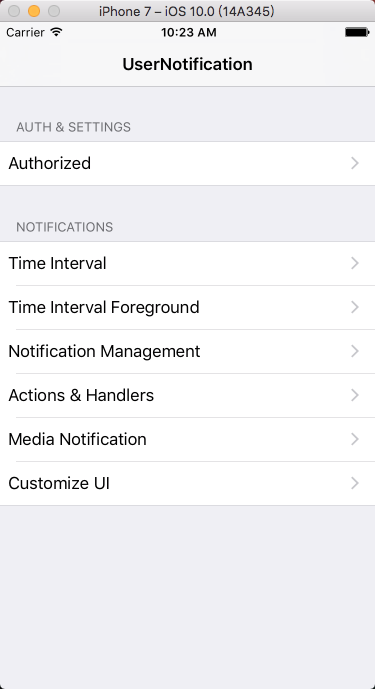 iPhone 7 – iOS 10.0 (14A345)
Carrier 10:23 AM
UserNotification
AUTH & SETTINGS
Authorized
NOTIFICATIONS
Time Interval
Time Interval Foreground
Notification Management
Actions & Handlers
Media Notification
Customize UI